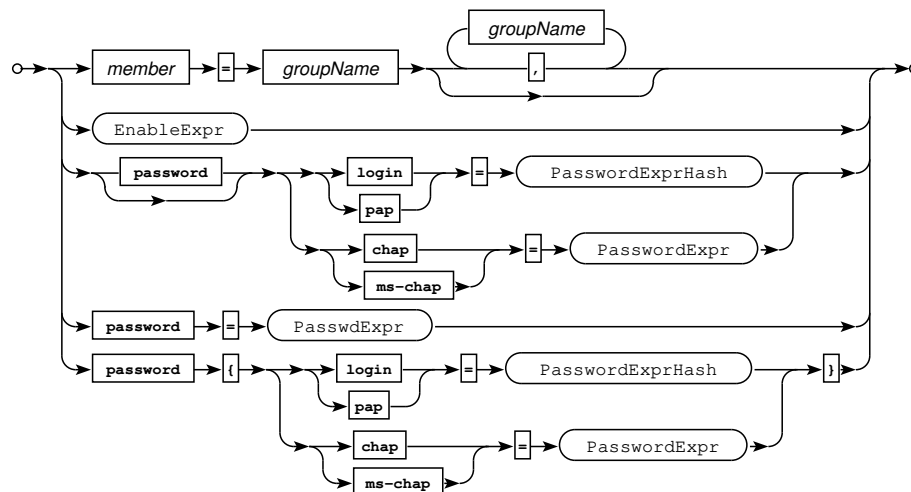 groupName
member = groupName ,
EnableExpr
password login = PasswordExprHash
pap
chap = PasswordExpr
ms-chap
password = PasswdExpr
password { login = PasswordExprHash }
pap
chap = PasswordExpr
ms-chap